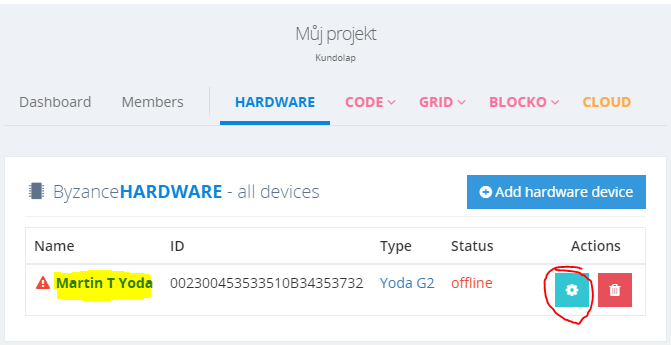 Můj projekt
Kundolap
Dashboard Members HARDWARE CODE GRID BLOCKO CLOUD
ByzanceHARDWARE - all devices Add hardware device
Name ID Type Status Actions
Martin T Yoda 002300453533510B34353732 Yoda G2 offline